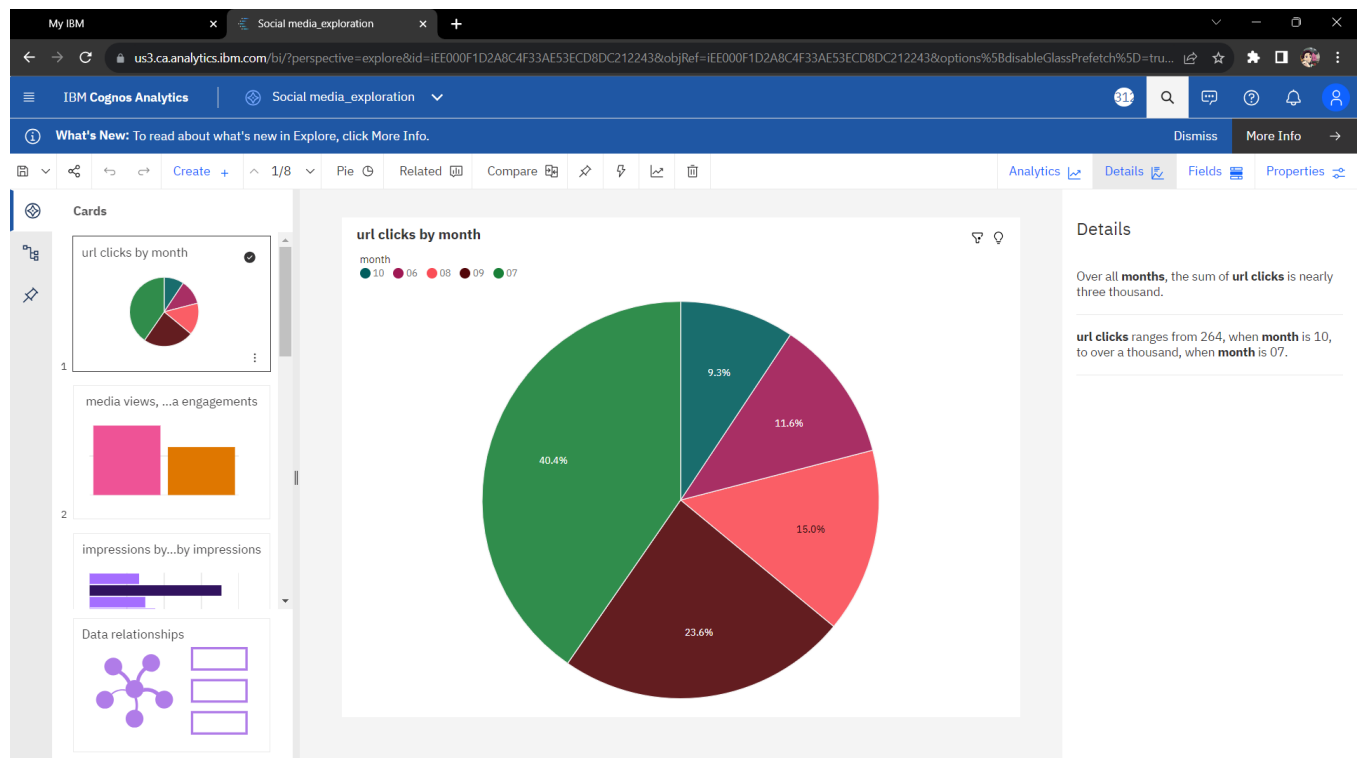 My IBM
Social media_exploration
us3.ca.analytics.ibm.com/bi/?perspective=explore&id=iEE000F1D2A8C4F33AE53ECD8DC212243&objRef=iEE000F1D2A8C4F33AE53ECD8DC212243&options%5BdisableGlassPrefetch%5D=tru...
IBM Cognos Analytics
Social media_exploration
312
What's New: To read about what's new in Explore, click More Info.
Dismiss
More Info
Create
1/8
Pie
Related
Compare
Analytics
Details
Fields
Properties
Cards
url clicks by month
1
media views, ...a engagements
2
impressions by...by impressions
Data relationships
url clicks by month
month
10 06 08 09 07
9.3%
11.6%
40.4%
15.0%
23.6%
Details
Over all months, the sum of url clicks is nearly
three thousand.
url clicks ranges from 264, when month is 10,
to over a thousand, when month is 07.